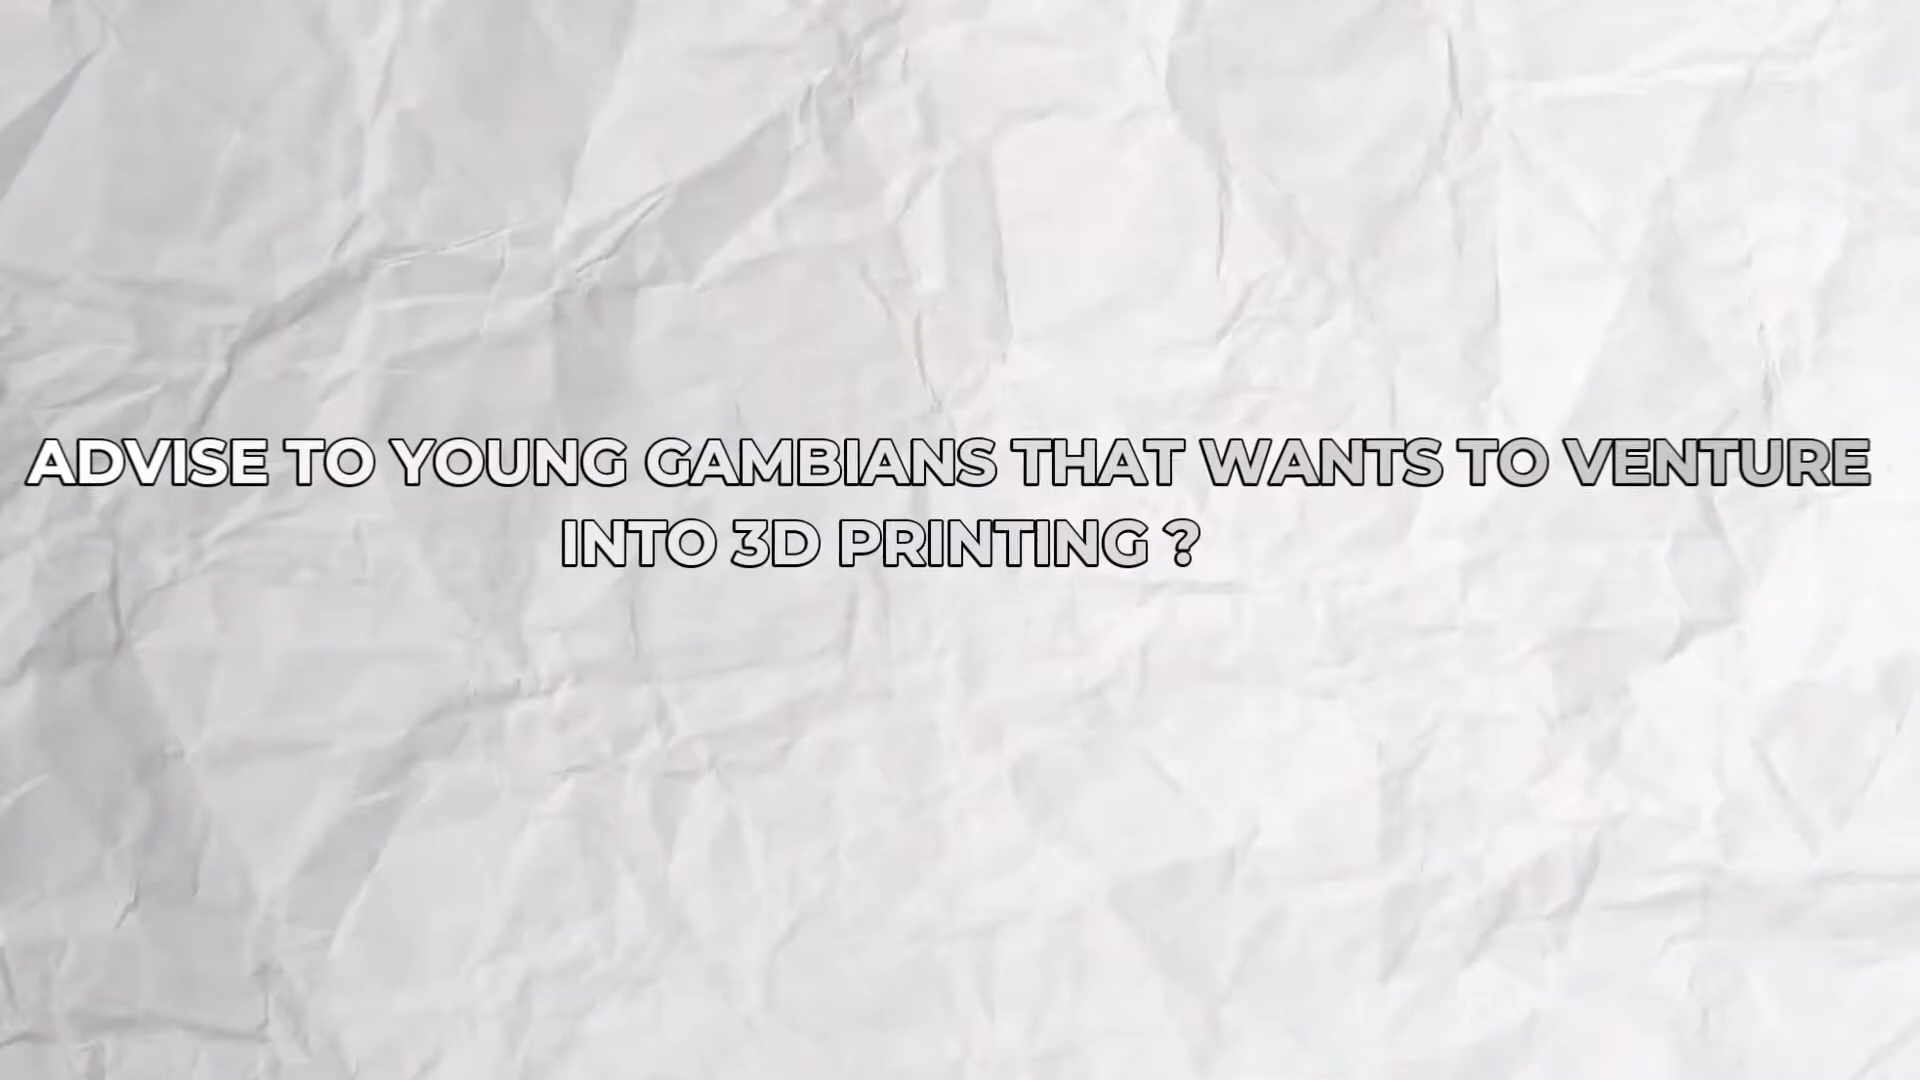 ADVISE TO YOUNG GAMBIANS THAT WANTS TO VENTURE
INTO 3D PRINTING ?